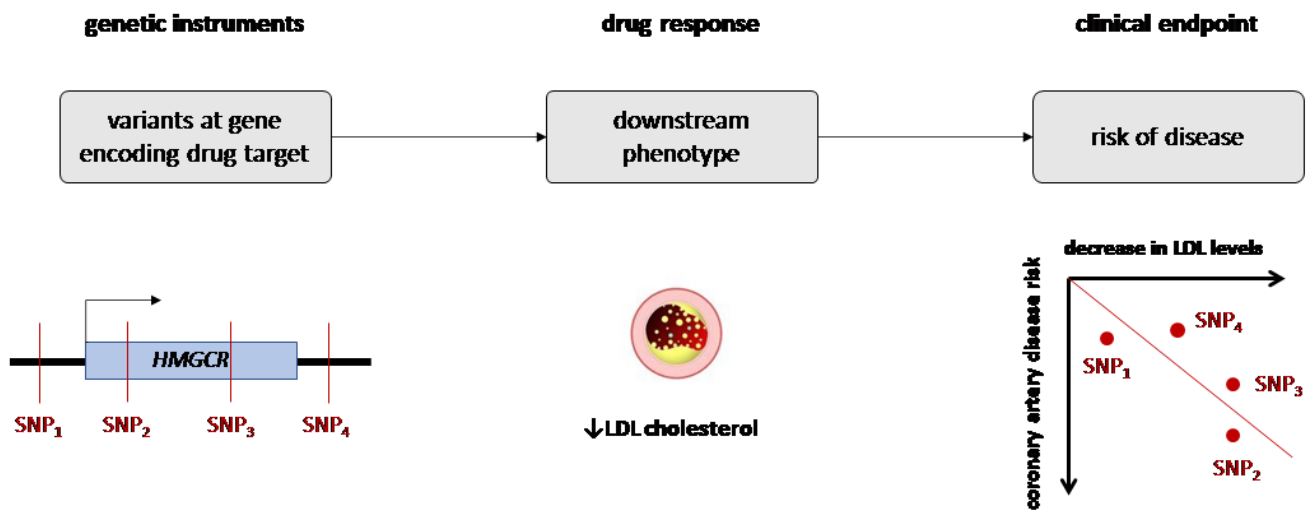 genetic instruments
drug response
clinical endpoint
variants at gene
encoding drug target
downstream
phenotype
risk of disease
HMGCR
SNP1
SNP2
SNP3
SNP4
↓LDL cholesterol
decrease in LDL levels
coronary artery disease risk
SNP4
SNP1
SNP3
SNP2